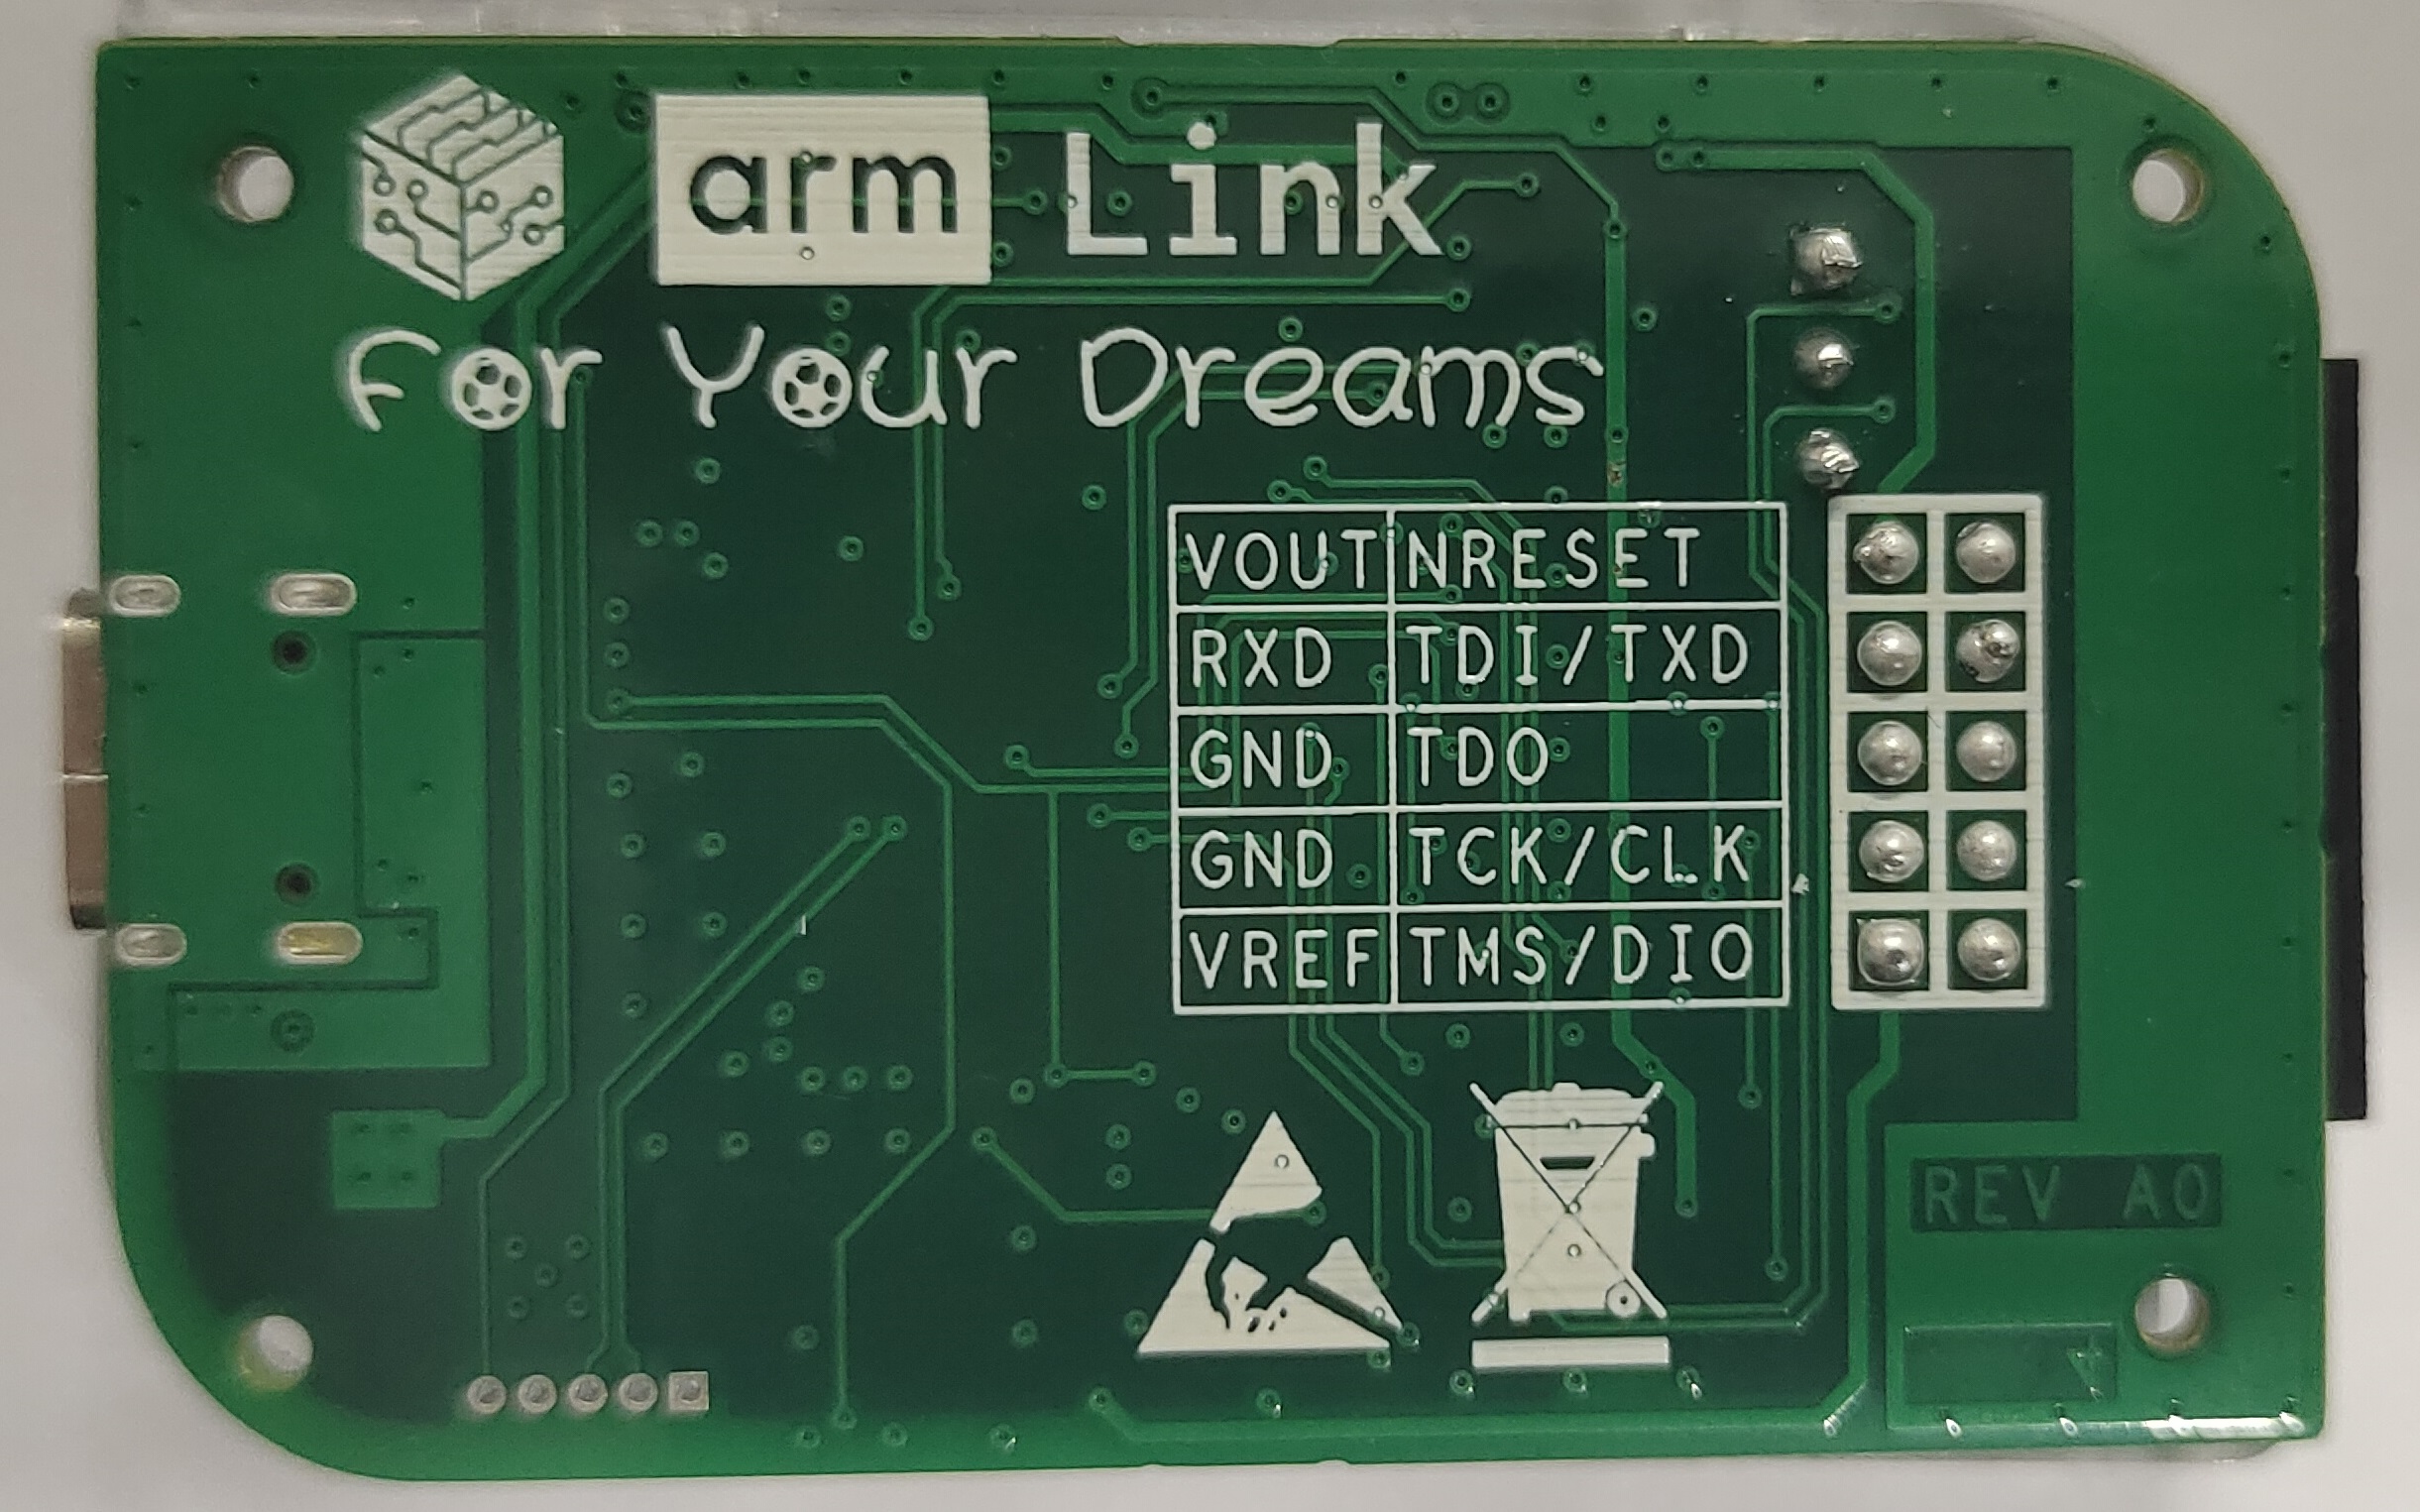 arm Link
For Your Dreams
VOUT NRESET
RXD TDI/TXD
GND TDO
GND TCK/CLK
VREF TMS/DIO
REV A0